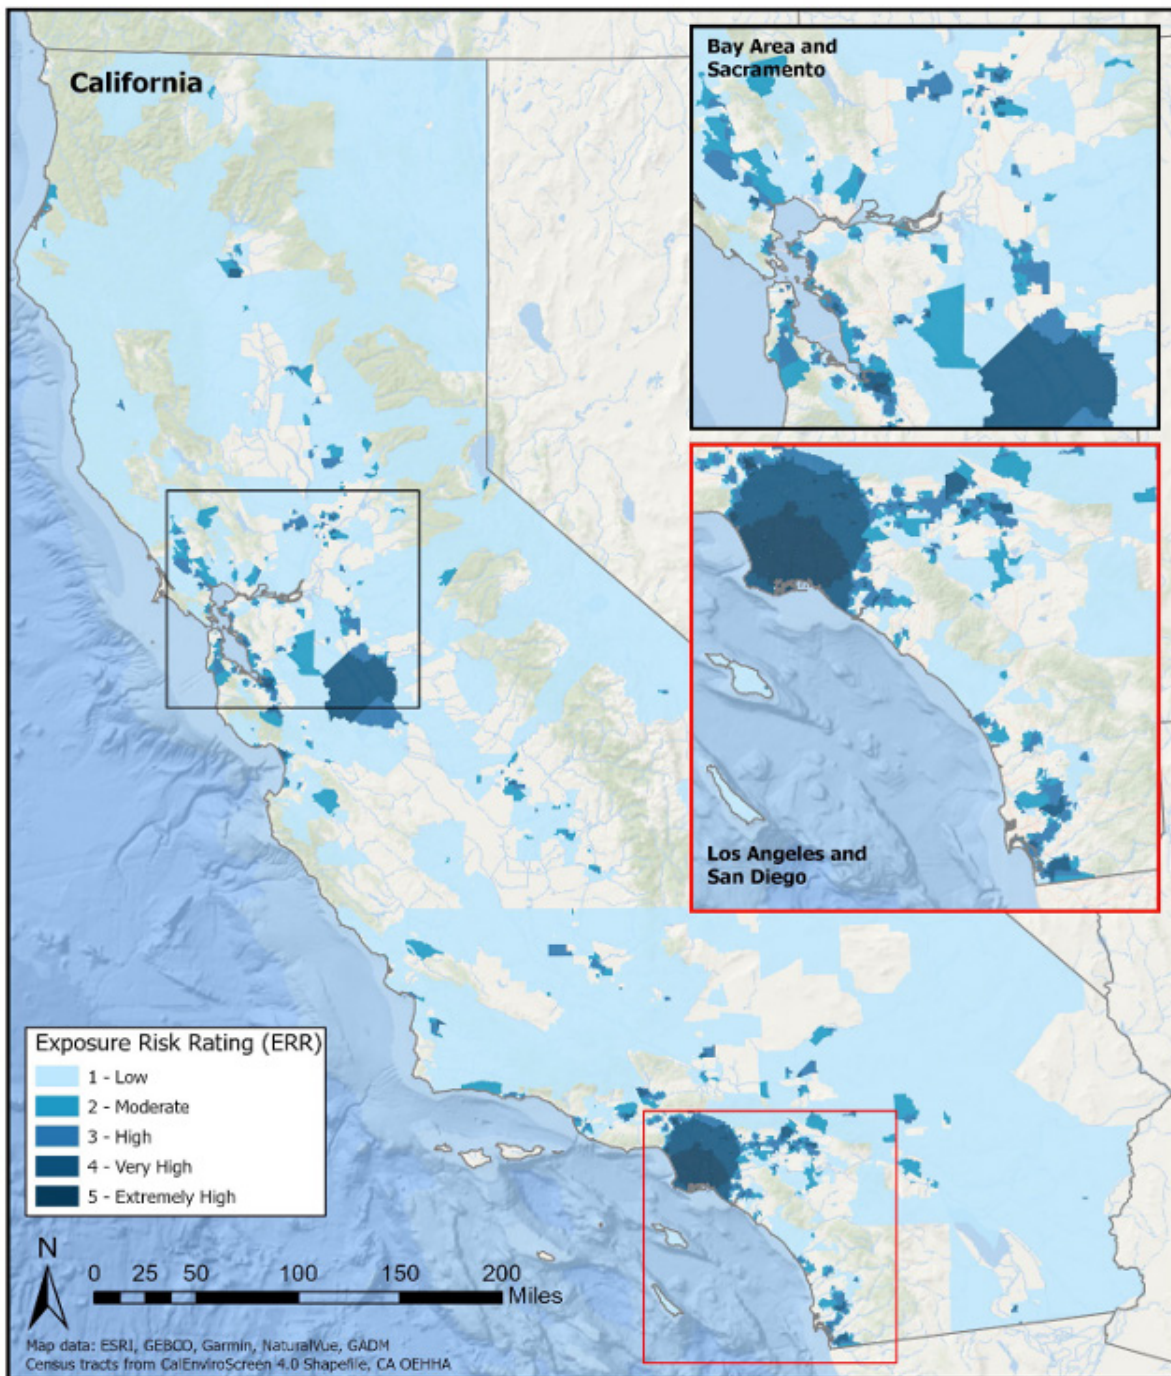 California
Bay Area and
Sacramento
Los Angeles and
San Diego
Exposure Risk Rating (ERR)
1 - Low
2 - Moderate
3 - High
4 - Very High
5 - Extremely High
N
0 25 50 100 150 200
Miles
Map data: ESRI, GEBCO, Garmin, NaturalVue, GADM
Census tracts from CalEnviroScreen 4.0 Shapefile, CA OEHHA